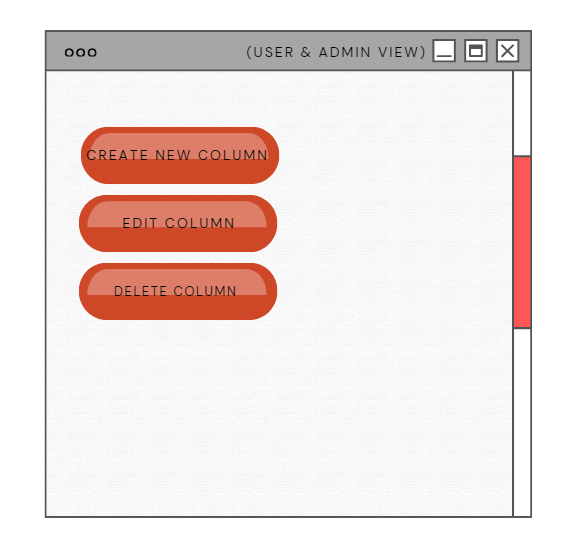 ooo
(USER & ADMIN VIEW)
CREATE NEW COLUMN
EDIT COLUMN
DELETE COLUMN